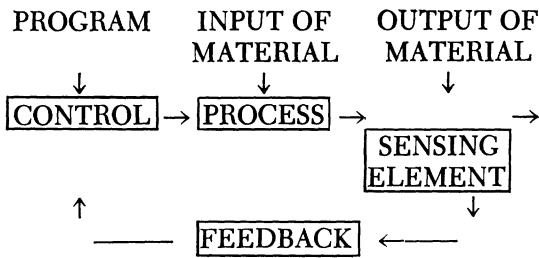 PROGRAM
INPUT OF
MATERIAL
OUTPUT OF
MATERIAL
CONTROL
PROCESS
SENSING
ELEMENT
FEEDBACK